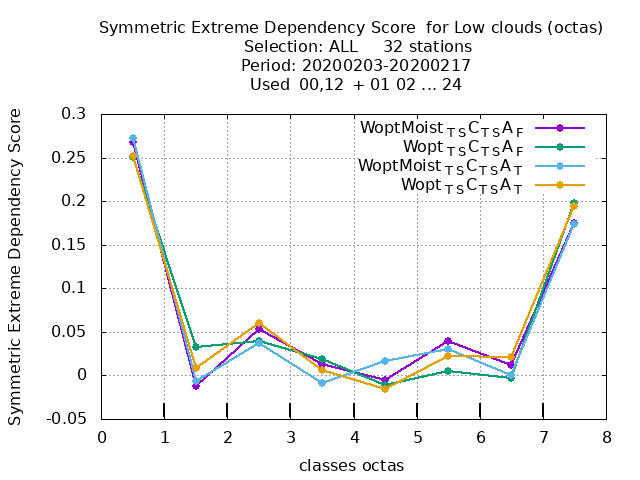 Symmetric Extreme Dependency Score  for Low clouds (octas)
Selection: ALL     32 stations
Period: 20200203-20200217
Used  00,12  + 01 02 ... 24
Symmetric Extreme Dependency Score
0.3
0.25
0.2
0.15
0.1
0.05
0
-0.05
WoptMoist TS C TS A F
Wopt TS C TS A F
WoptMoist TS C TS A T
Wopt TS C TS A T
0 1 2 3 4 5 6 7 8
classes octas